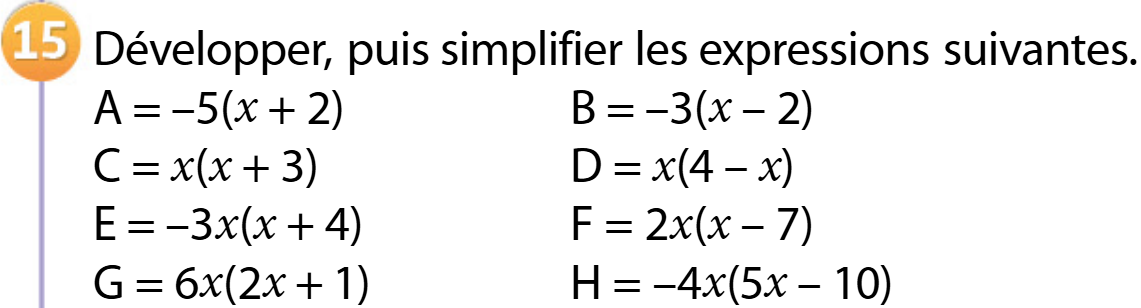 15 Développer, puis simplifier les expressions suivantes.
A = –5(x + 2) B = –3(x – 2)
C = x(x + 3) D = x(4 – x)
E = –3x(x + 4) F = 2x(x – 7)
G = 6x(2x + 1) H = –4x(5x – 10)